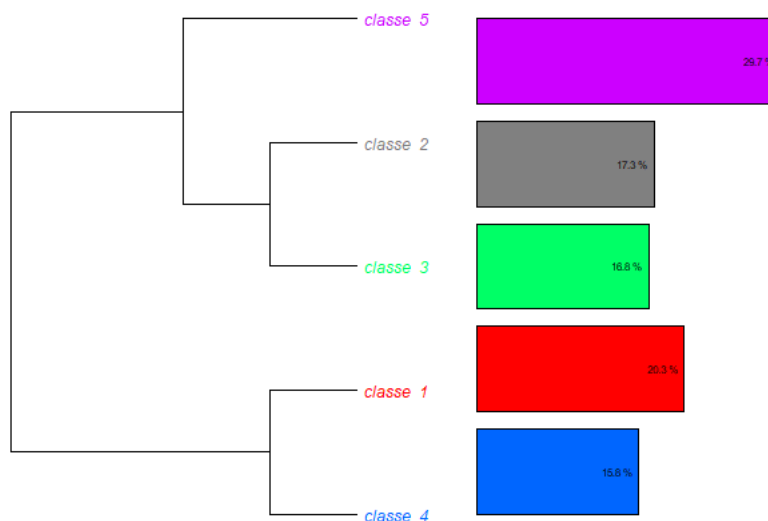 classe 5
29.7 %
classe 2
17.3 %
classe 3
16.8 %
classe 1
20.3 %
classe 4
15.8 %